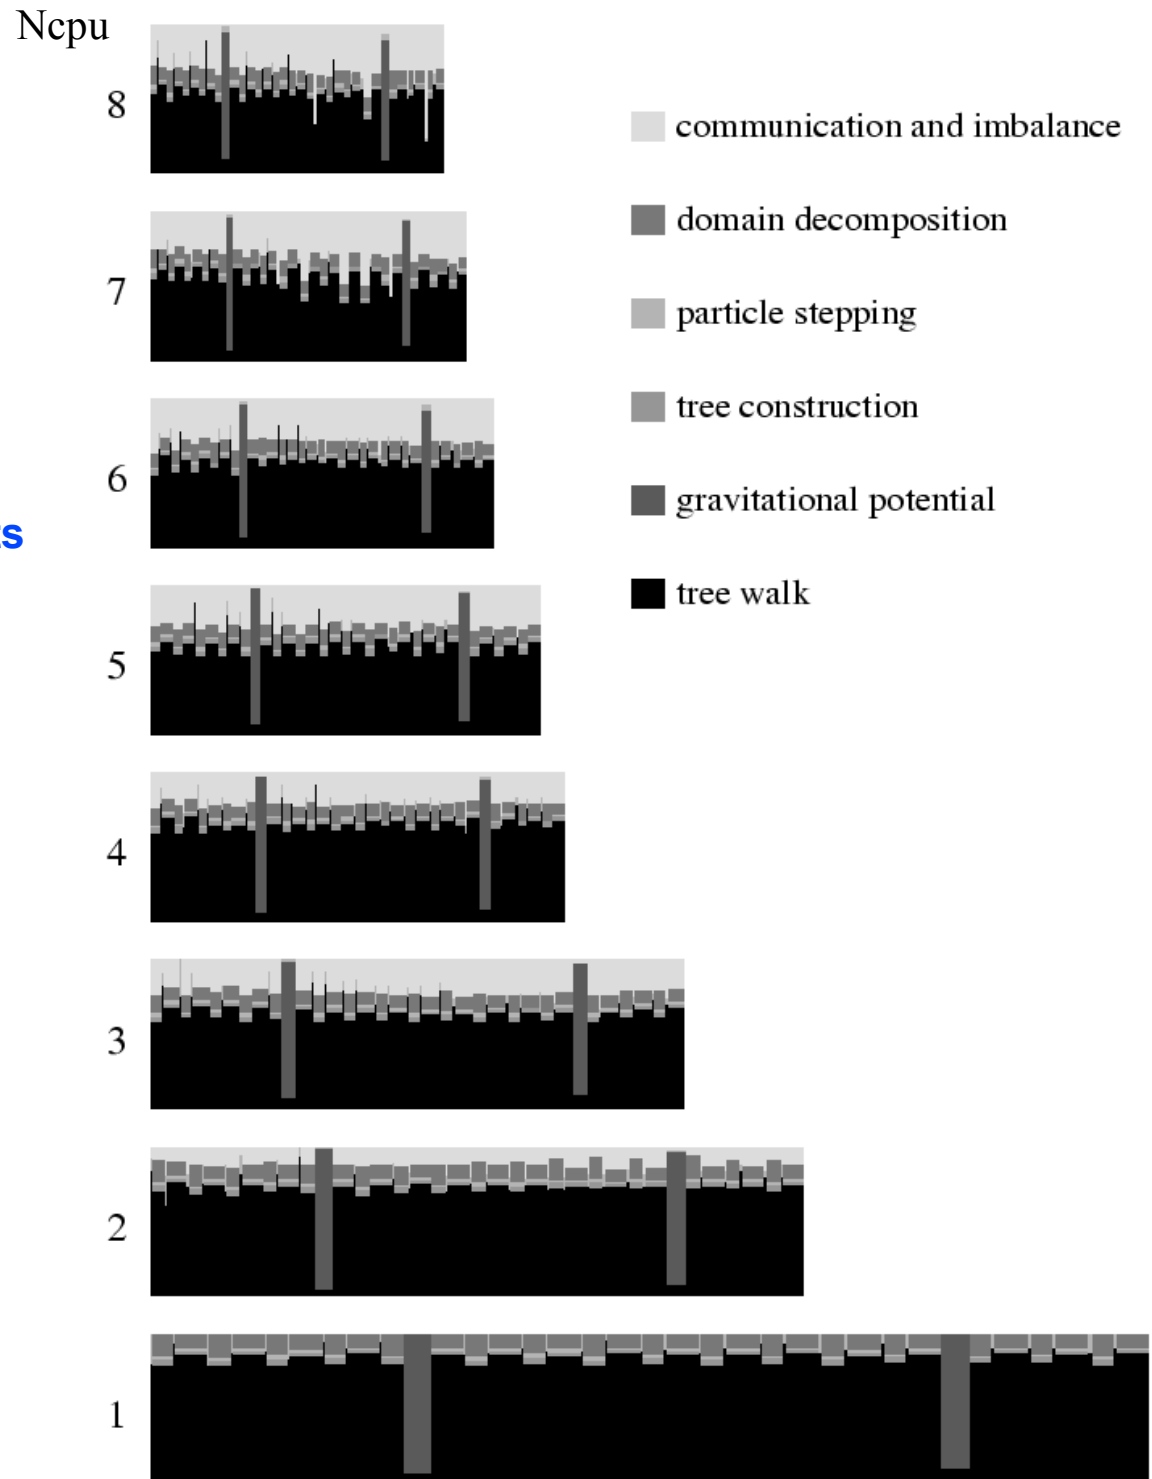 Ncpu
8
communication and imbalance
domain decomposition
7
particle stepping
tree construction
6
gravitational potential
ts
tree walk
5
4
3
2
1